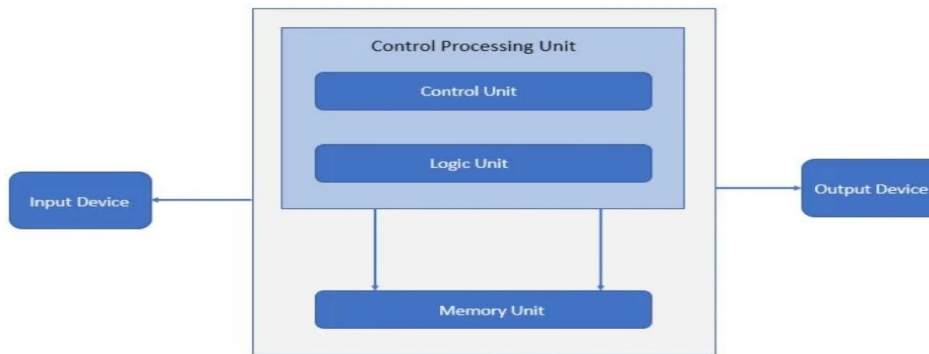 Control Processing Unit
Control Unit
Logic Unit
Input Device
Output Device
Memory Unit